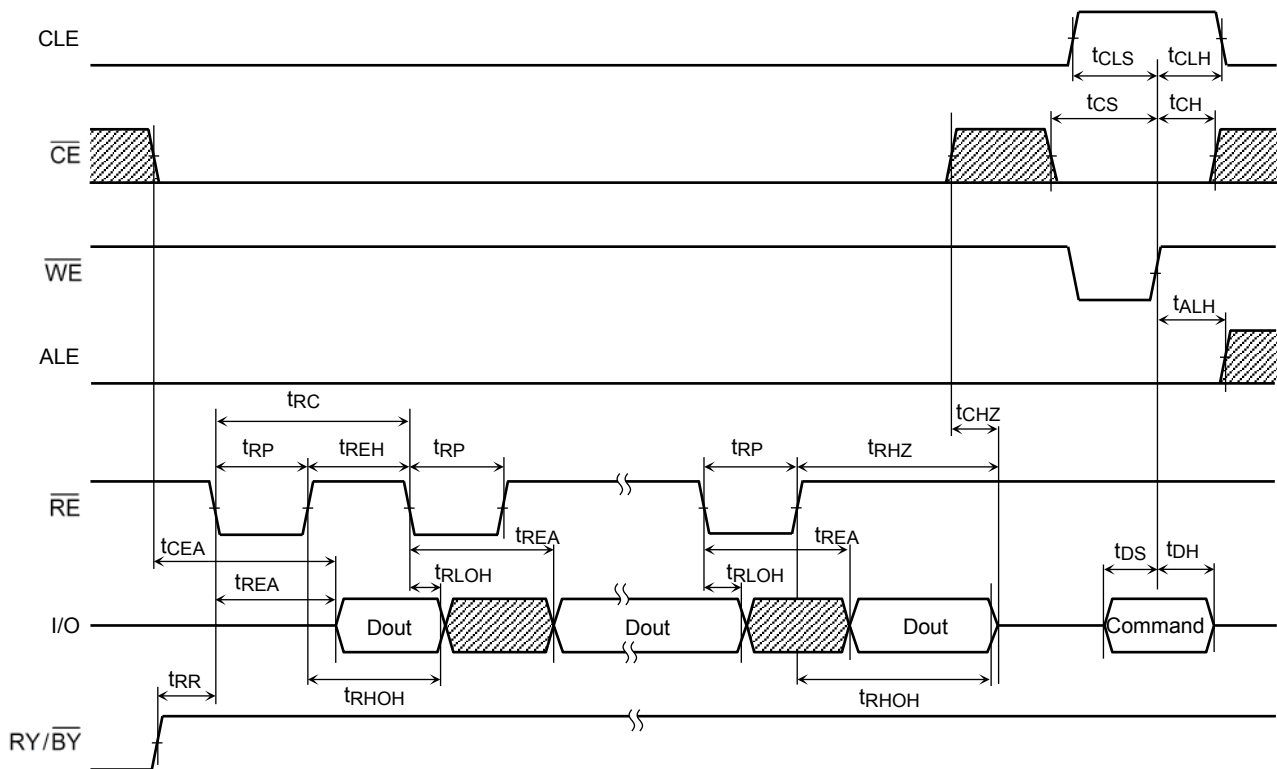 CLE
tCLS tCLH
CE
tCS tCH
WE
tALH
ALE
tRC
tCHZ
tRP tREH tRP tRP tRHZ
RE
tCEA tREA tREA
tREA tRLOH tRLOH tDS tDH
I/O Dout Dout Dout Command
tRR tRHOH tRHOH
RY/BY